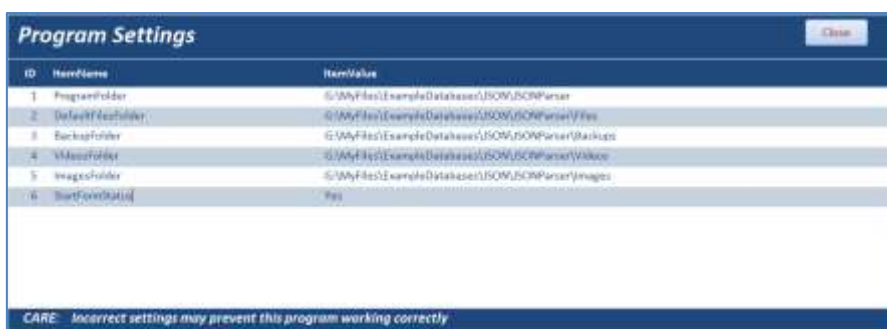 Program Settings
Close
ID ItemName ItemValue
1 ProgramFolder G:\MyFiles\ExampleDatabases\JSON\JSONParser
2 DefaultFilesFolder G:\MyFiles\ExampleDatabases\JSON\JSONParser\Files
3 BackupFolder G:\MyFiles\ExampleDatabases\JSON\JSONParser\Backups
4 VideosFolder G:\MyFiles\ExampleDatabases\JSON\JSONParser\Videos
5 ImagesFolder G:\MyFiles\ExampleDatabases\JSON\JSONParser\Images
6 StartFormStatus Yes
CARE: Incorrect settings may prevent this program working correctly